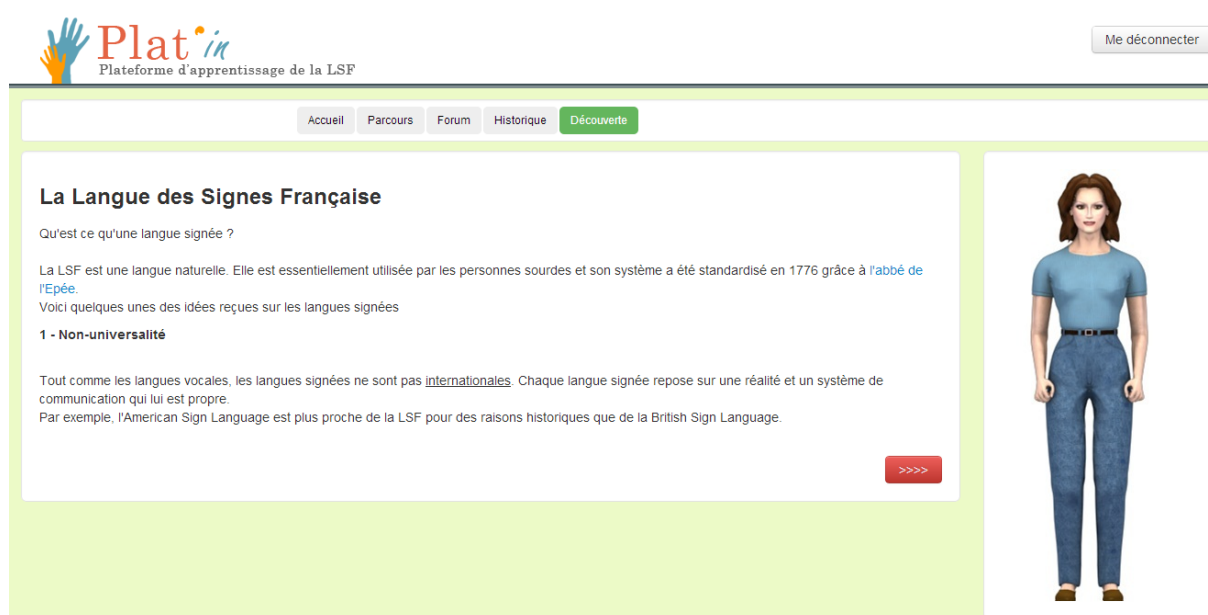 Plat'in
Plateforme d'apprentissage de la LSF
Me déconnecter
Accueil Parcours Forum Historique Découverte
La Langue des Signes Française
Qu'est ce qu'une langue signée ?
La LSF est une langue naturelle. Elle est essentiellement utilisée par les personnes sourdes et son système a été standardisé en 1776 grâce à l'abbé de
l'Epée.
Voici quelques unes des idées reçues sur les langues signées
1 - Non-universalité
Tout comme les langues vocales, les langues signées ne sont pas internationales. Chaque langue signée repose sur une réalité et un système de
communication qui lui est propre.
Par exemple, l'American Sign Language est plus proche de la LSF pour des raisons historiques que de la British Sign Language.
>>>>